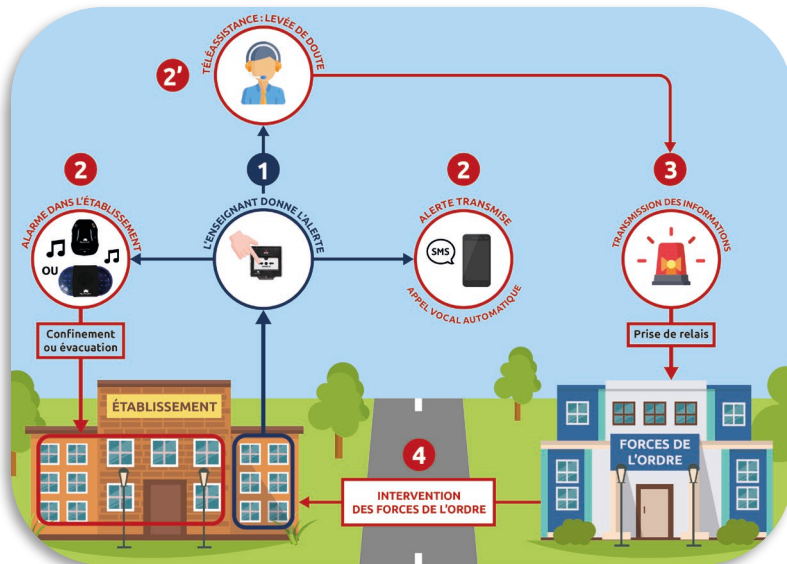 TÉLÉASSISTANCE : LEVÉE DE DOUTE
2'
2
1
2
3
ALARME DANS L'ÉTABLISSEMENT
OU
L'ENSEIGNANT DONNE L'ALERTE
ALERTE TRANSMISE
SMS
APPEL VOCAL AUTOMATIQUE
TRANSMISSION DES INFORMATIONS
Confinement
ou évacuation
Prise de relais
ÉTABLISSEMENT
FORCES DE
L'ORDRE
4
INTERVENTION
DES FORCES DE L'ORDRE